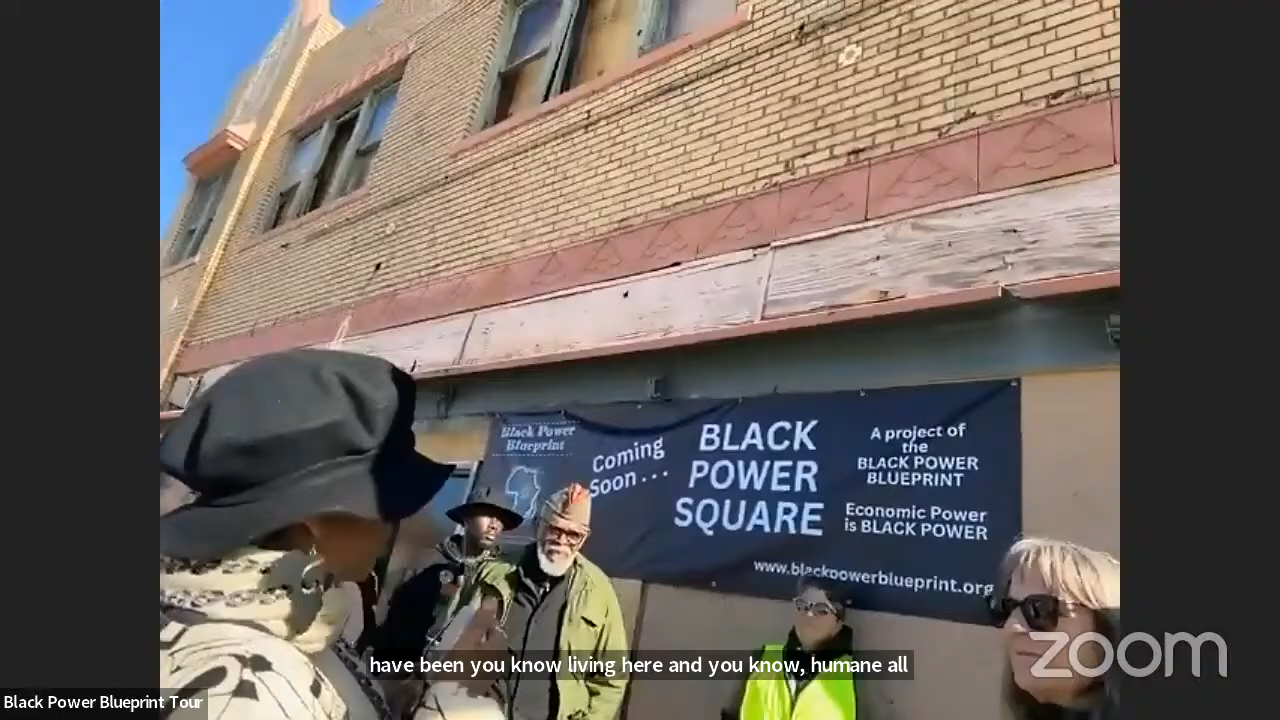 Black Power
Blueprint
Coming
Soon . . .
BLACK
POWER
SQUARE
A project of
the
BLACK POWER
BLUEPRINT
Economic Power
is BLACK POWER
www.blackpowerblueprint.org
have been you know living here and you know, humane all
zoom
Black Power Blueprint Tour